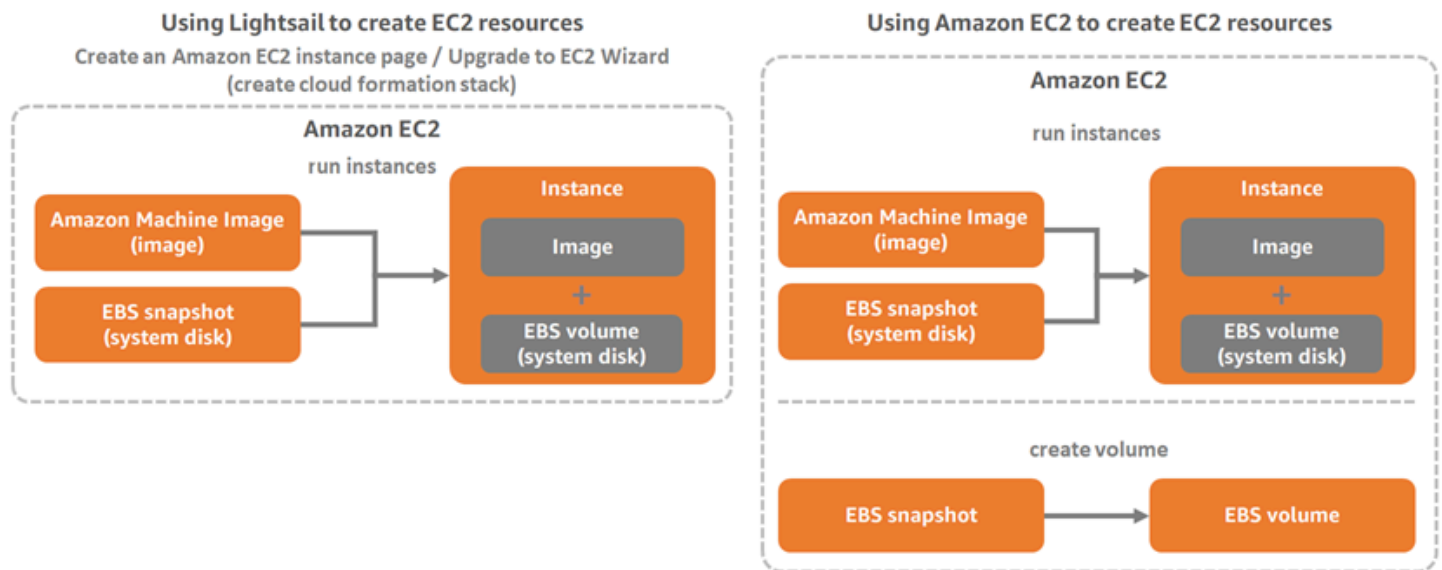 Using Lightsail to create EC2 resources
Create an Amazon EC2 instance page / Upgrade to EC2 Wizard
(create cloud formation stack)
Amazon EC2
run instances
Amazon Machine Image
(image)
EBS snapshot
(system disk)
Instance
Image
+
EBS volume
(system disk)
Using Amazon EC2 to create EC2 resources
Amazon EC2
run instances
Amazon Machine Image
(image)
EBS snapshot
(system disk)
Instance
Image
+
EBS volume
(system disk)
create volume
EBS snapshot
EBS volume